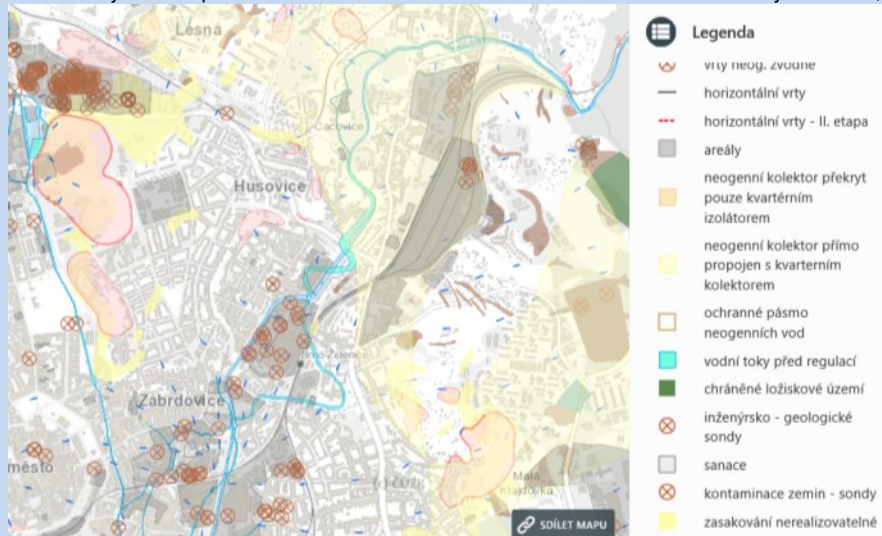 Legenda
vrty neog. zvodně
horizontální vrty
horizontální vrty - II. etapa
areály
neogenní kolektor překryt
pouze kvartérním
izolátorem
neogenní kolektor přímo
propojen s kvarterním
kolektorem
ochranné pásmo
neogenních vod
vodní toky před regulací
chráněné ložiskové území
inženýrsko - geologické
sondy
sanace
kontaminace zemin - sondy
zasakování nerealizovatelné
Lesná
Cacovice
Husovice
Brno-Židenice
Zábrdovice
město
Malá
Klajdovka
(c) ČÚZK
SDÍLET MAPU